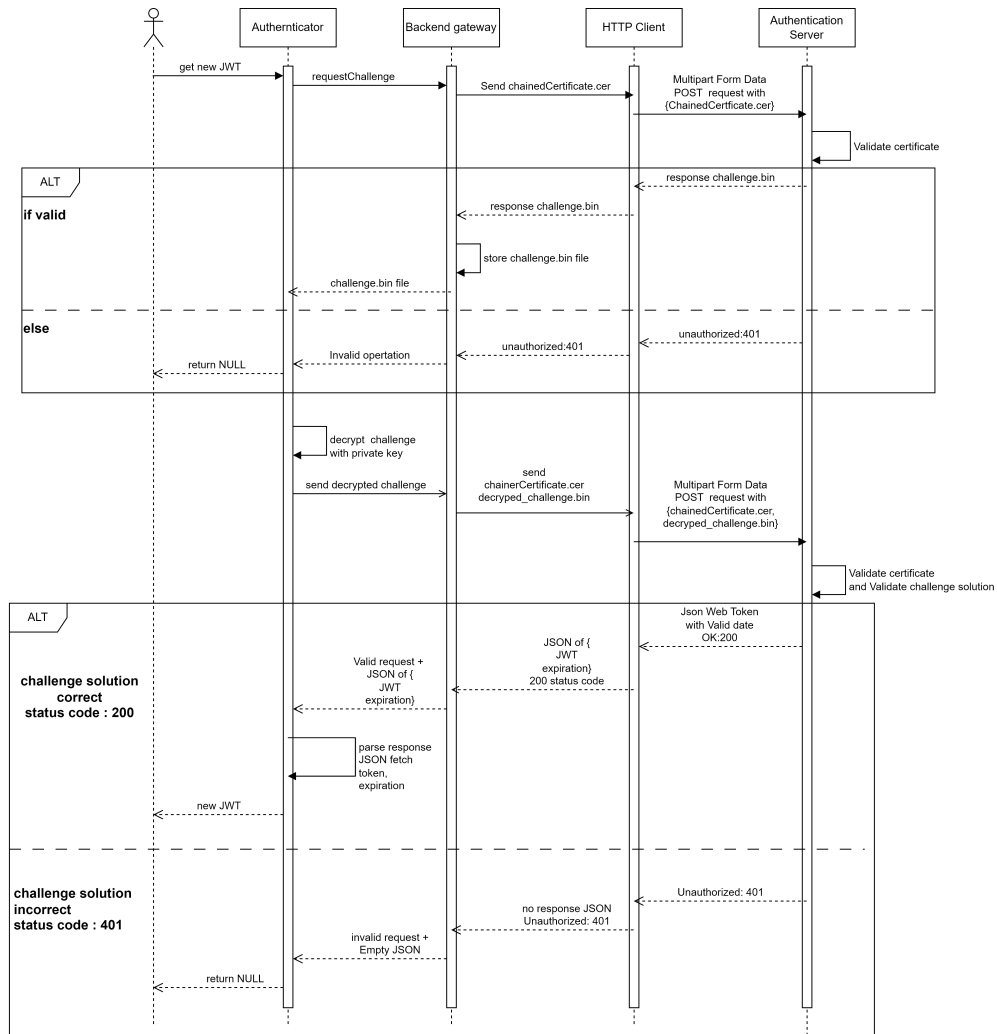 Authernticator
Backend gateway
HTTP Client
Authentication
Server
get new JWT
requestChallenge
Send chainedCertificate.cer
Multipart Form Data
POST  request with
{ChainedCertficate.cer}
Validate certificate
ALT
response challenge.bin
if valid
response challenge.bin
store challenge.bin file
challenge.bin file
else
unauthorized:401
unauthorized:401
Invalid opertation
return NULL
decrypt  challenge
with private key
send decrypted challenge
send
chainerCertificate.cer
decryped_challenge.bin
Multipart Form Data
POST  request with
{chainedCertificate.cer,
decryped_challenge.bin}
Validate certificate
and Validate challenge solution
ALT
Json Web Token
with Valid date
OK:200
JSON of {
JWT
expiration}
200 status code
Valid request +
JSON of {
JWT
expiration}
challenge solution
correct
status code : 200
parse response
JSON fetch
token,
expiration
new JWT
challenge solution
incorrect
status code : 401
Unauthorized: 401
no response JSON
Unauthorized: 401
invalid request +
Empty JSON
return NULL